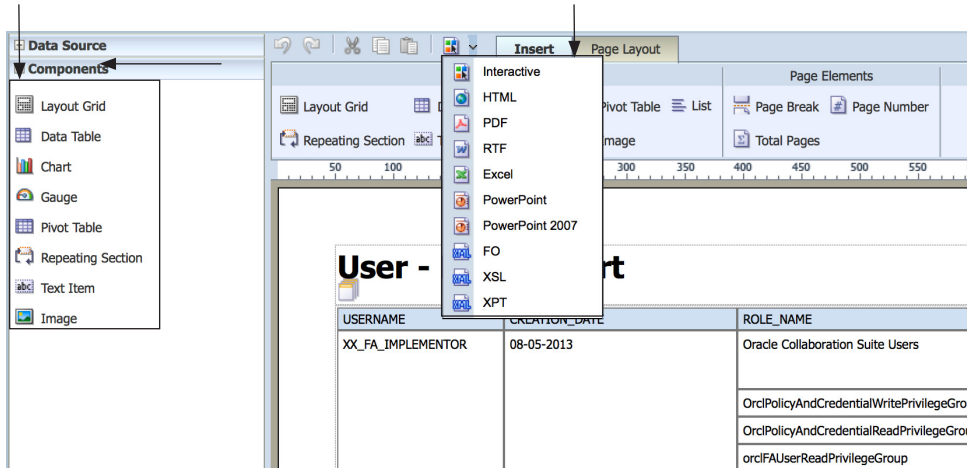 Data Source
Components
Layout Grid
Data Table
Chart
Gauge
Pivot Table
Repeating Section
Text Item
Image
Insert
Page Layout
Page Elements
Layout Grid
Pivot Table
List
Page Break
Page Number
Repeating Section
Total Pages
Interactive
HTML
PDF
RTF
Excel
PowerPoint
PowerPoint 2007
FO
XSL
XPT
50 100 300 350 400 450 500 550
User -
USERNAME CREATION_DATE ROLE_NAME
XX_FA_IMPLEMENTOR 08-05-2013 Oracle Collaboration Suite Users
OrclPolicyAndCredentialWritePrivilegeGro
OrclPolicyAndCredentialReadPrivilegeGro
orclFAUserReadPrivilegeGroup